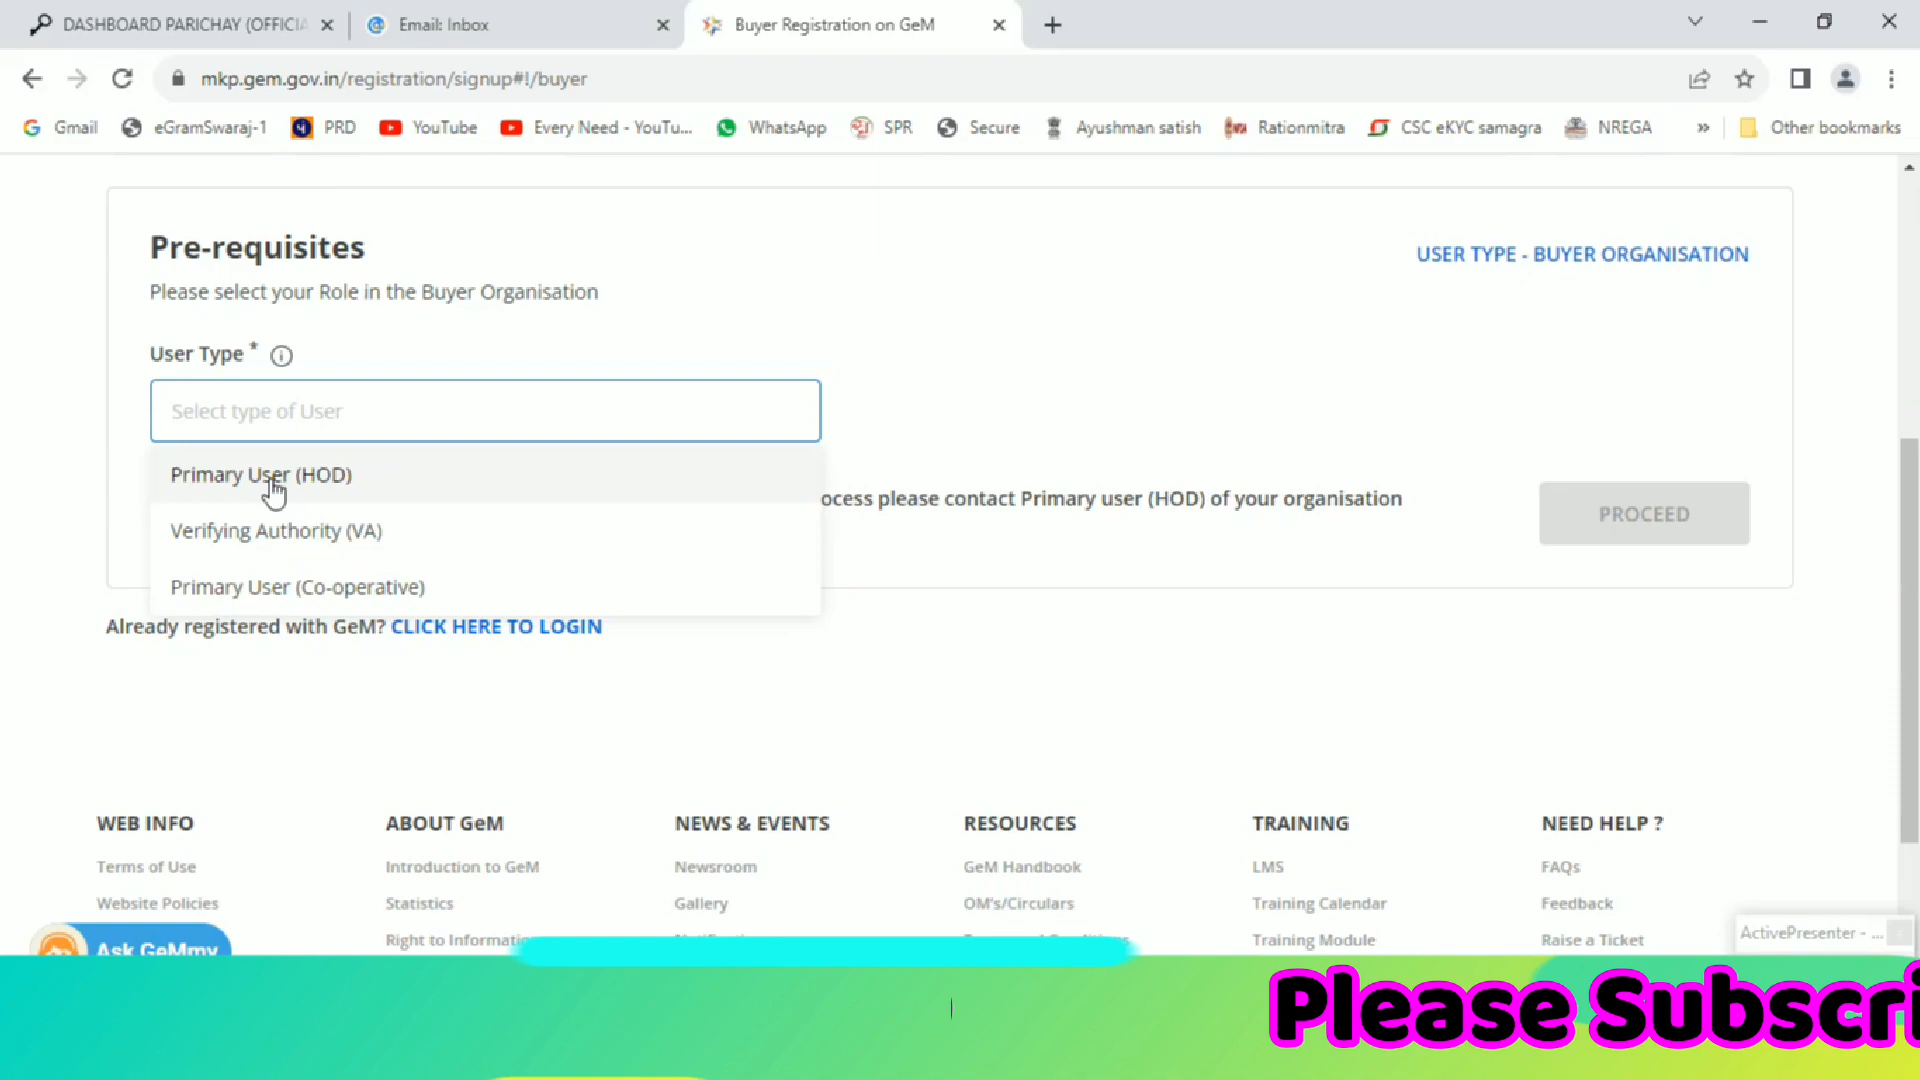 DASHBOARD PARICHAY (OFFICIA
Email: Inbox
Buyer Registration on GeM
mkp.gem.gov.in/registration/signup#!/buyer
Gmail
eGramSwaraj-1
PRD
YouTube
Every Need - YouTu...
WhatsApp
SPR
Secure
Ayushman satish
Rationmitra
CSC eKYC samagra
NREGA
»
Other bookmarks
Pre-requisites
USER TYPE - BUYER ORGANISATION
Please select your Role in the Buyer Organisation
User Type *
Select type of User
Primary User (HOD)
ocess please contact Primary user (HOD) of your organisation
PROCEED
Verifying Authority (VA)
Primary User (Co-operative)
Already registered with GeM? CLICK HERE TO LOGIN
WEB INFO
ABOUT GeM
NEWS & EVENTS
RESOURCES
TRAINING
NEED HELP ?
Terms of Use
Introduction to GeM
Newsroom
GeM Handbook
LMS
FAQs
Website Policies
Statistics
Gallery
OM's/Circulars
Training Calendar
Feedback
Ask GeMmy
Right to Informatio
Training Module
Raise a Ticket
ActivePresenter - ...
Please Subscri